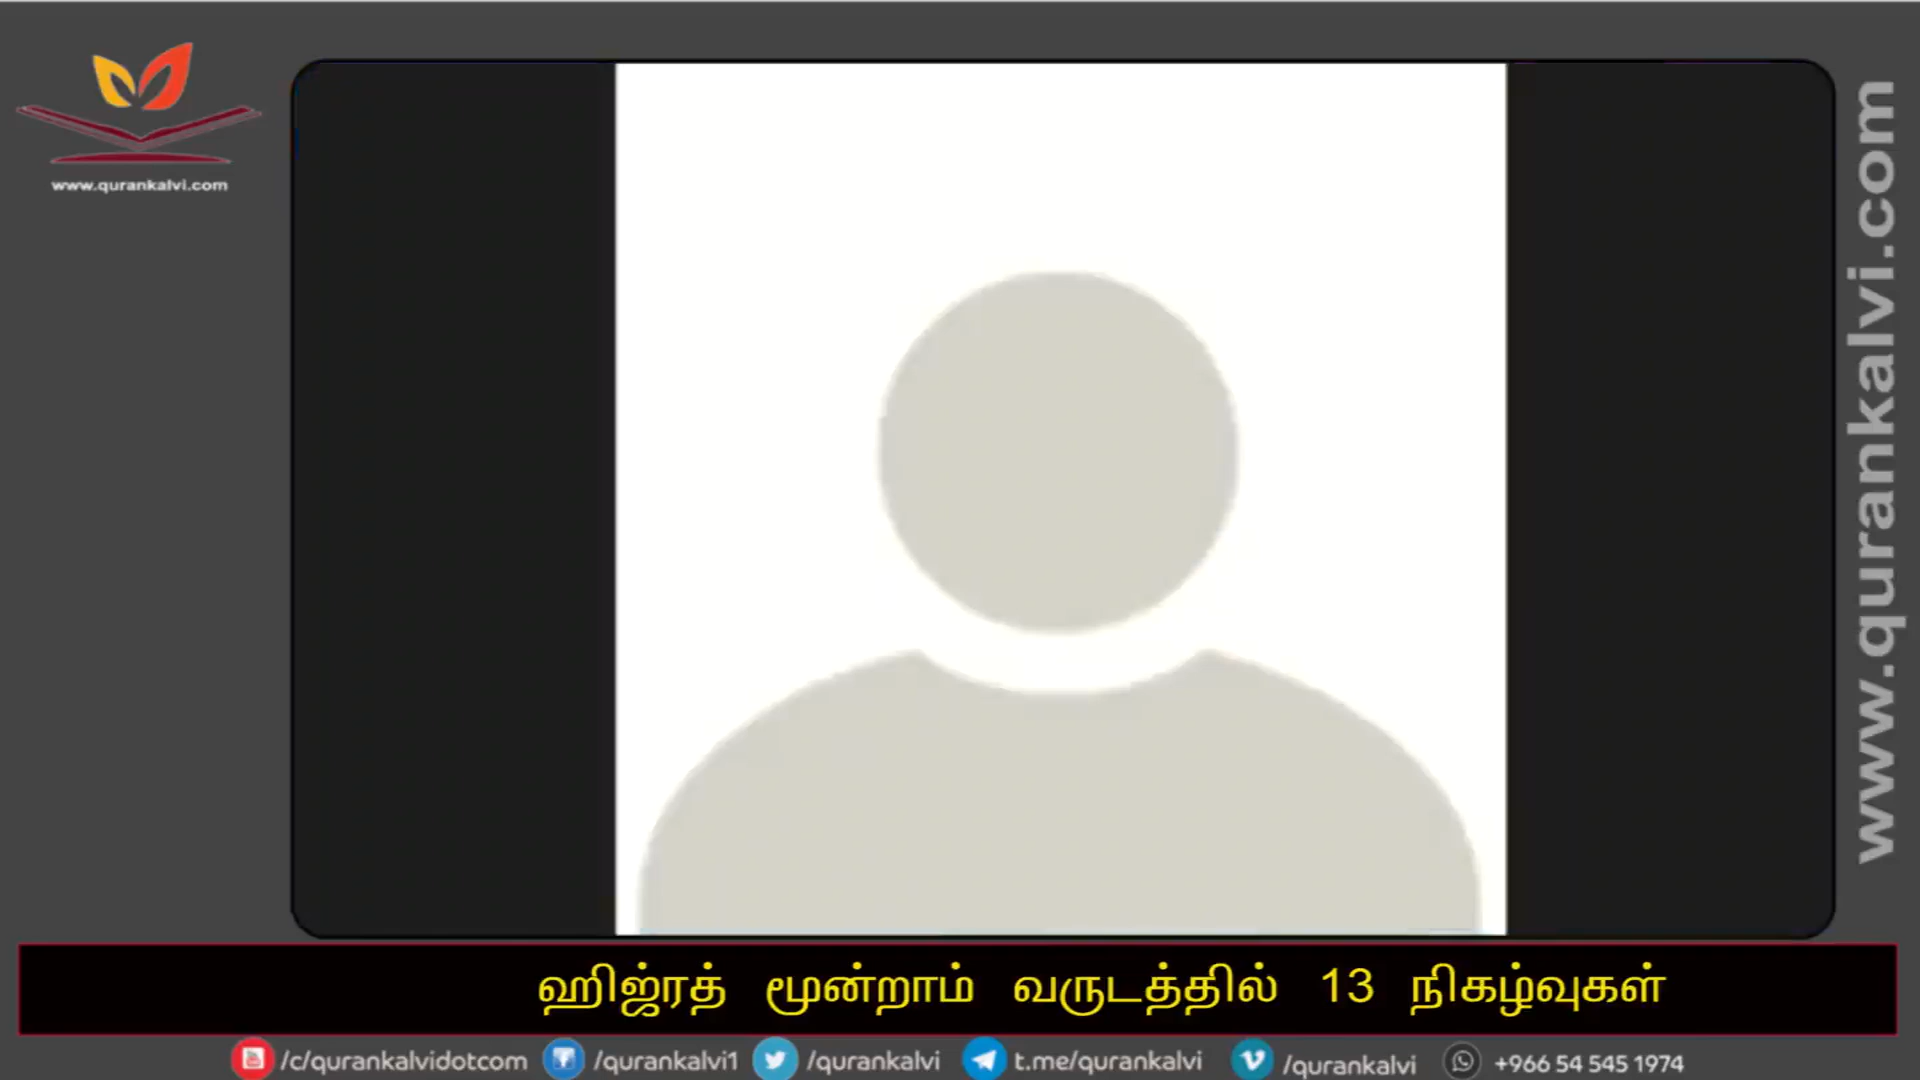 www.qurankalvi.com
www.qurankalvi.com
ஹிஜ்ரத் மூன்றாம் வருடத்தில் 13 நிகழ்வுகள்
/c/qurankalvidotcom /qurankalvi1 /qurankalvi t.me/qurankalvi /qurankalvi +966 54 545 1974